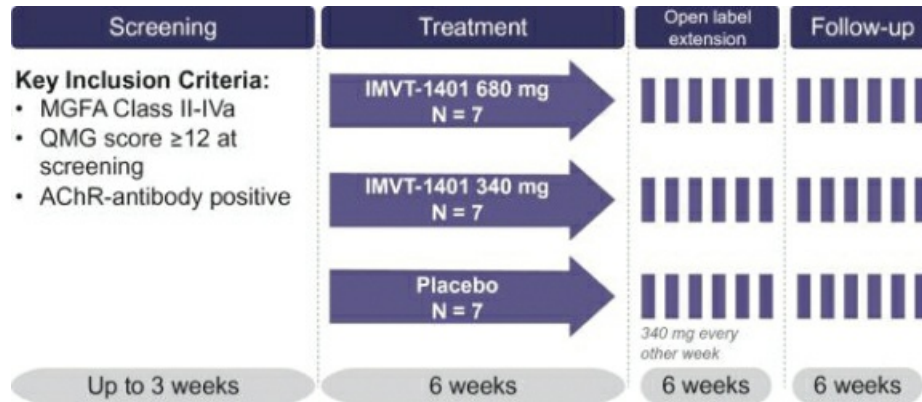 Screening
Treatment
Open label
extension
Follow-up
Key Inclusion Criteria:
• MGFA Class II-IVa
• QMG score ≥12 at
screening
• AChR-antibody positive
IMVT-1401 680 mg
N = 7
IMVT-1401 340 mg
N = 7
Placebo
N = 7
340 mg every
other week
Up to 3 weeks
6 weeks
6 weeks
6 weeks